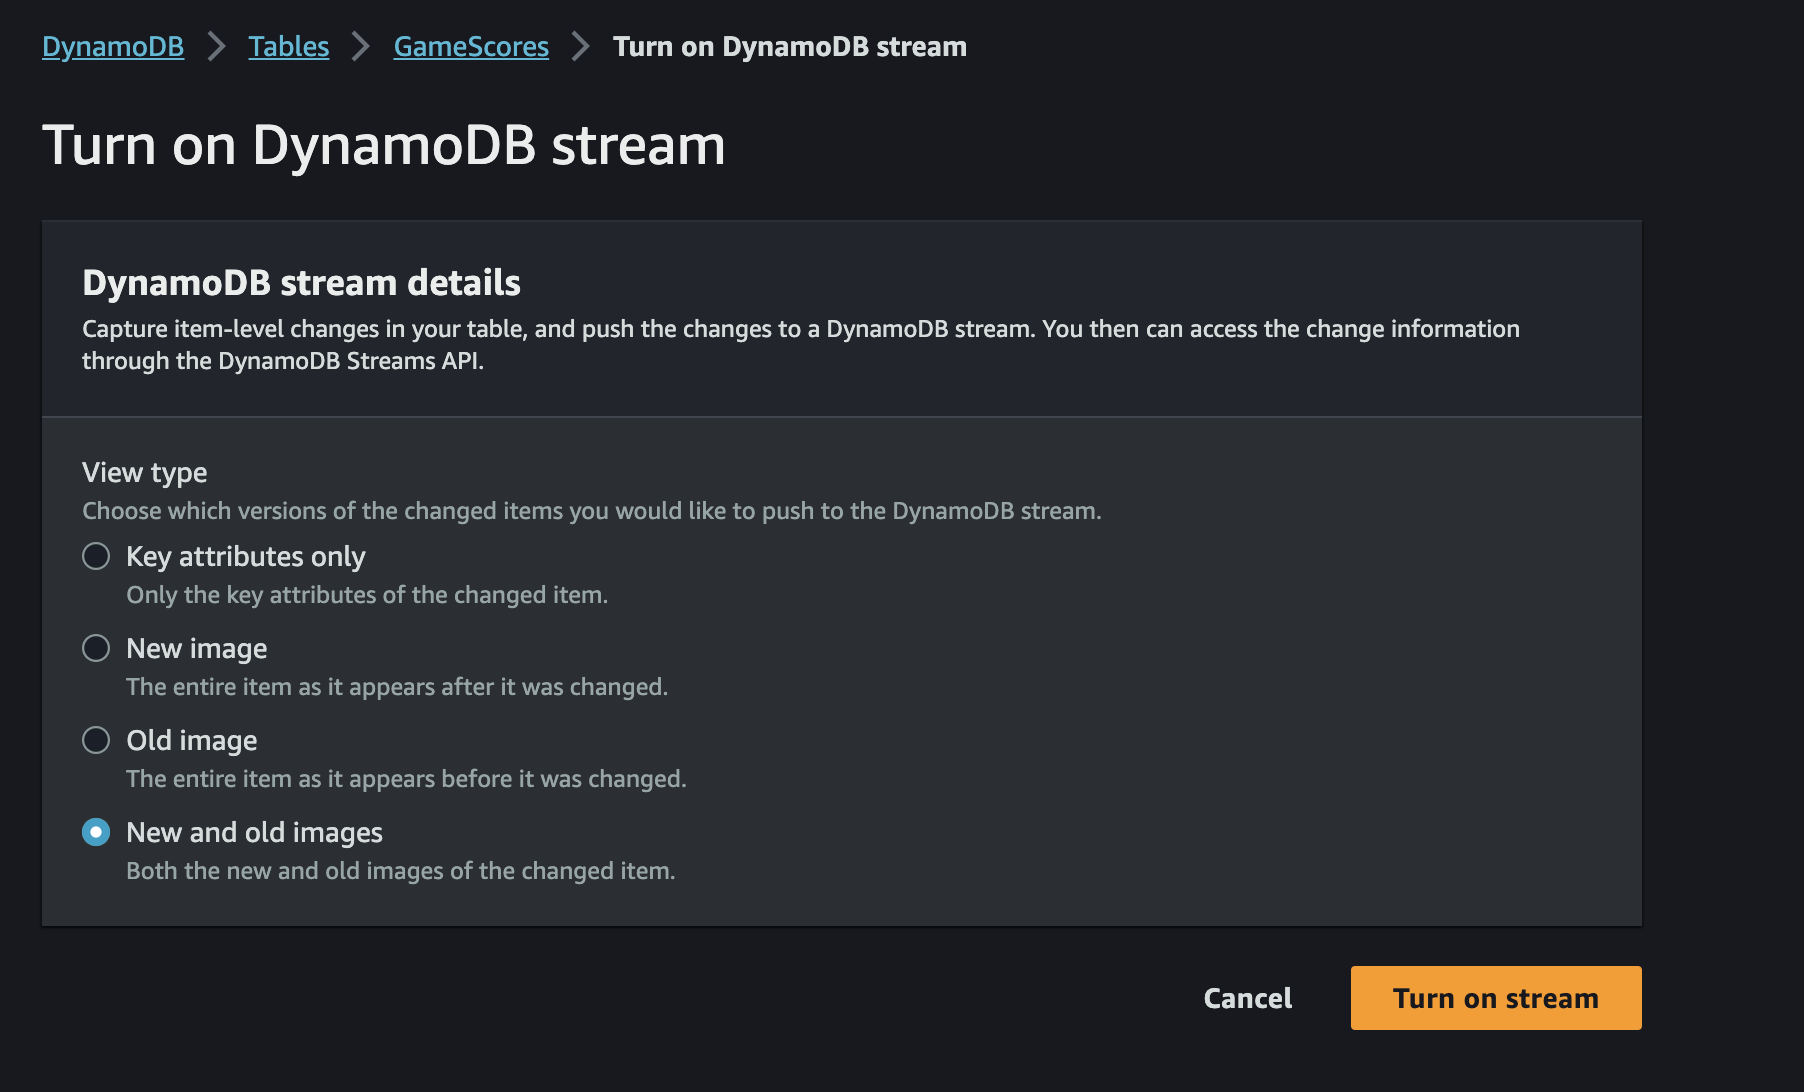 DynamoDB > Tables > GameScores > Turn on DynamoDB stream
Turn on DynamoDB stream
DynamoDB stream details
Capture item-level changes in your table, and push the changes to a DynamoDB stream. You then can access the change information
through the DynamoDB Streams API.
View type
Choose which versions of the changed items you would like to push to the DynamoDB stream.
Key attributes only
Only the key attributes of the changed item.
New image
The entire item as it appears after it was changed.
Old image
The entire item as it appears before it was changed.
New and old images
Both the new and old images of the changed item.
Cancel Turn on stream